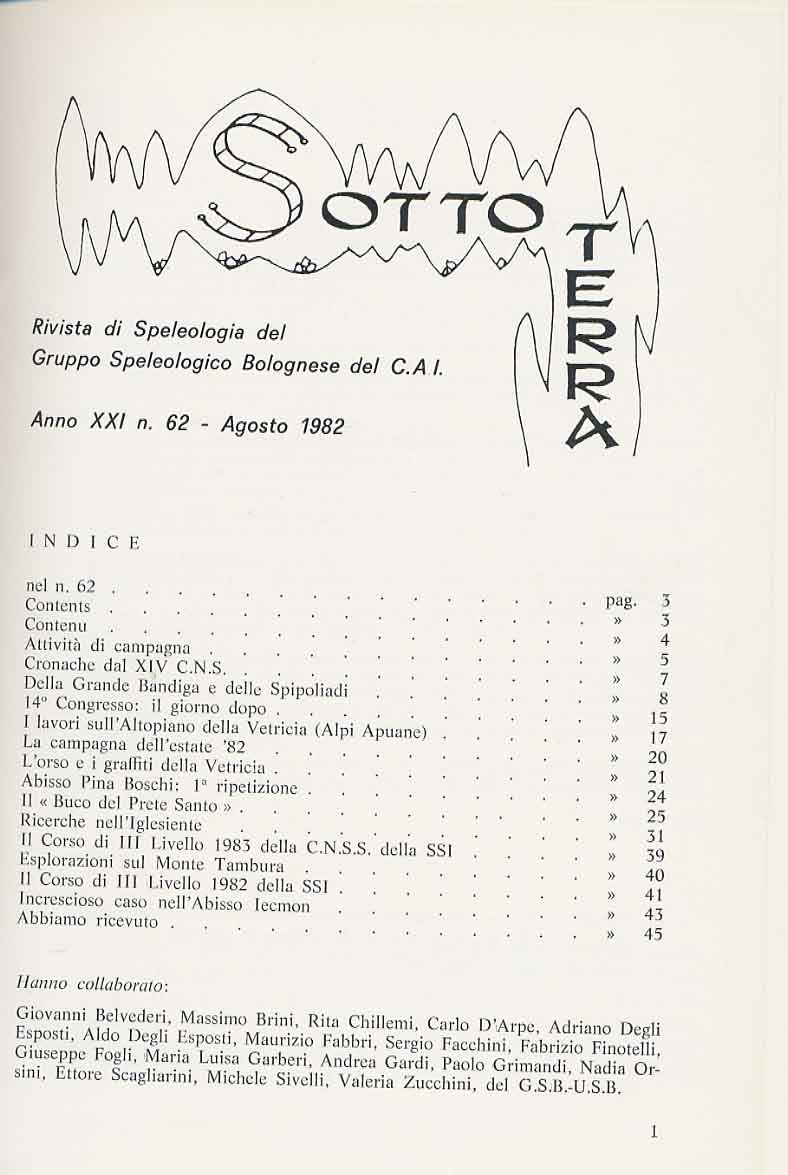 SOTTO
TERRA
Rivista di Speleologia del
Gruppo Speleologico Bolognese del C.A.I.
Anno XXI n. 62 - Agosto 1982
INDICE
nel n. 62 . . . . . . . . . . . . . . . pag. 3
Contents . . . . . . . . . . . . . . . » 3
Contenu . . . . . . . . . . . . . . . » 4
Attività di campagna . . . . . . . . . . . . » 5
Cronache dal XIV C.N.S. . . . . . . . . . . . » 7
Della Grande Bandiga e delle Spipoliadi . . . . . . . » 8
14° Congresso: il giorno dopo . . . . . . . . . . » 15
I lavori sull'Altopiano della Vetricia (Alpi Apuane) . . . . . » 17
La campagna dell'estate '82 . . . . . . . . . . » 20
L'orso e i graffiti della Vetricia . . . . . . . . . . » 21
Abisso Pina Boschi: 1ª ripetizione . . . . . . . . . » 24
Il « Buco del Prete Santo » . . . . . . . . . . . » 25
Ricerche nell'Iglesiente . . . . . . . . . . . » 31
Il Corso di III Livello 1983 della C.N.S.S. della SSI . . . . » 39
Esplorazioni sul Monte Tambura . . . . . . . . . » 40
Il Corso di III Livello 1982 della SSI . . . . . . . . » 41
Increscioso caso nell'Abisso Iecmon . . . . . . . . » 43
Abbiamo ricevuto . . . . . . . . . . . . . » 45
Hanno collaborato:
Giovanni Belvederi, Massimo Brini, Rita Chillemi, Carlo D'Arpe, Adriano Degli
Esposti, Aldo Degli Esposti, Maurizio Fabbri, Sergio Facchini, Fabrizio Finotelli,
Giuseppe Fogli, Maria Luisa Garberi, Andrea Gardi, Paolo Grimandi, Nadia Or-
sini, Ettore Scagliarini, Michele Sivelli, Valeria Zucchini, del G.S.B.-U.S.B.
1